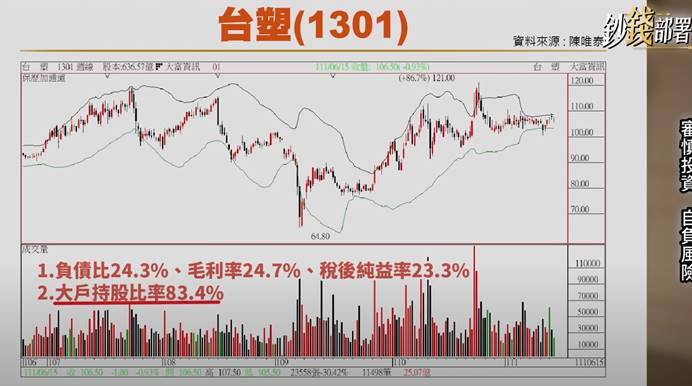 台塑(1301)
資料來源：陳唯泰
鈔錢部署
台 塑 1301 週線 股本:636.57億 大富資訊 01 111/06/15 收盤: 106.50(-0.93%) 台 塑 大富資訊
保歷加通道
(+86.7%) 121.00
120.00
110.00
100.00
90.00
80.00
70.00
64.80
成交量
1.負債比24.3%、毛利率24.7%、稅後純益率23.3%
2.大戶持股比率83.4%
110000
90000
70000
50000
30000
10000
106 107 108 109 110 111 1110615
111/06/15 收 106.50 -1.00 -0.93% 開 106.50 高 107.50 低 105.50 23558張-30.42% 11498筆 25.07億
審慎投資 自負風險